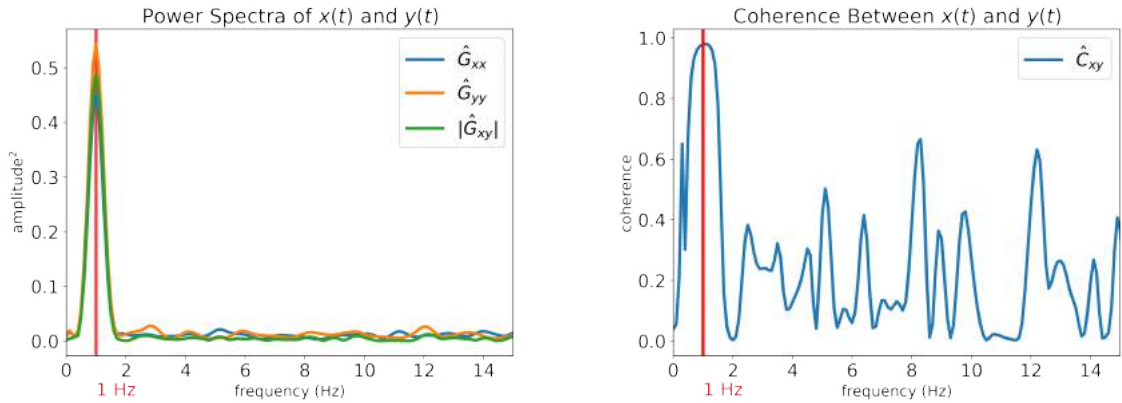 Power Spectra of x(t) and y(t)
Ĝxx
Ĝyy
|Ĝxy|
amplitude²
0.5
0.4
0.3
0.2
0.1
0.0
0 2 4 6 8 10 12 14
1 Hz
frequency (Hz)
Coherence Between x(t) and y(t)
Ĉxy
coherence
1.0
0.8
0.6
0.4
0.2
0.0
0 2 4 6 8 10 12 14
1 Hz
frequency (Hz)